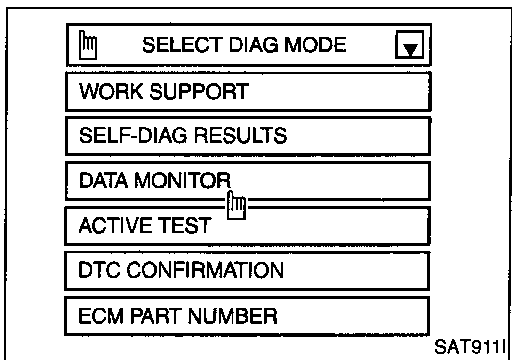 SELECT DIAG MODE
WORK SUPPORT
SELF-DIAG RESULTS
DATA MONITOR
ACTIVE TEST
DTC CONFIRMATION
ECM PART NUMBER
SAT911I